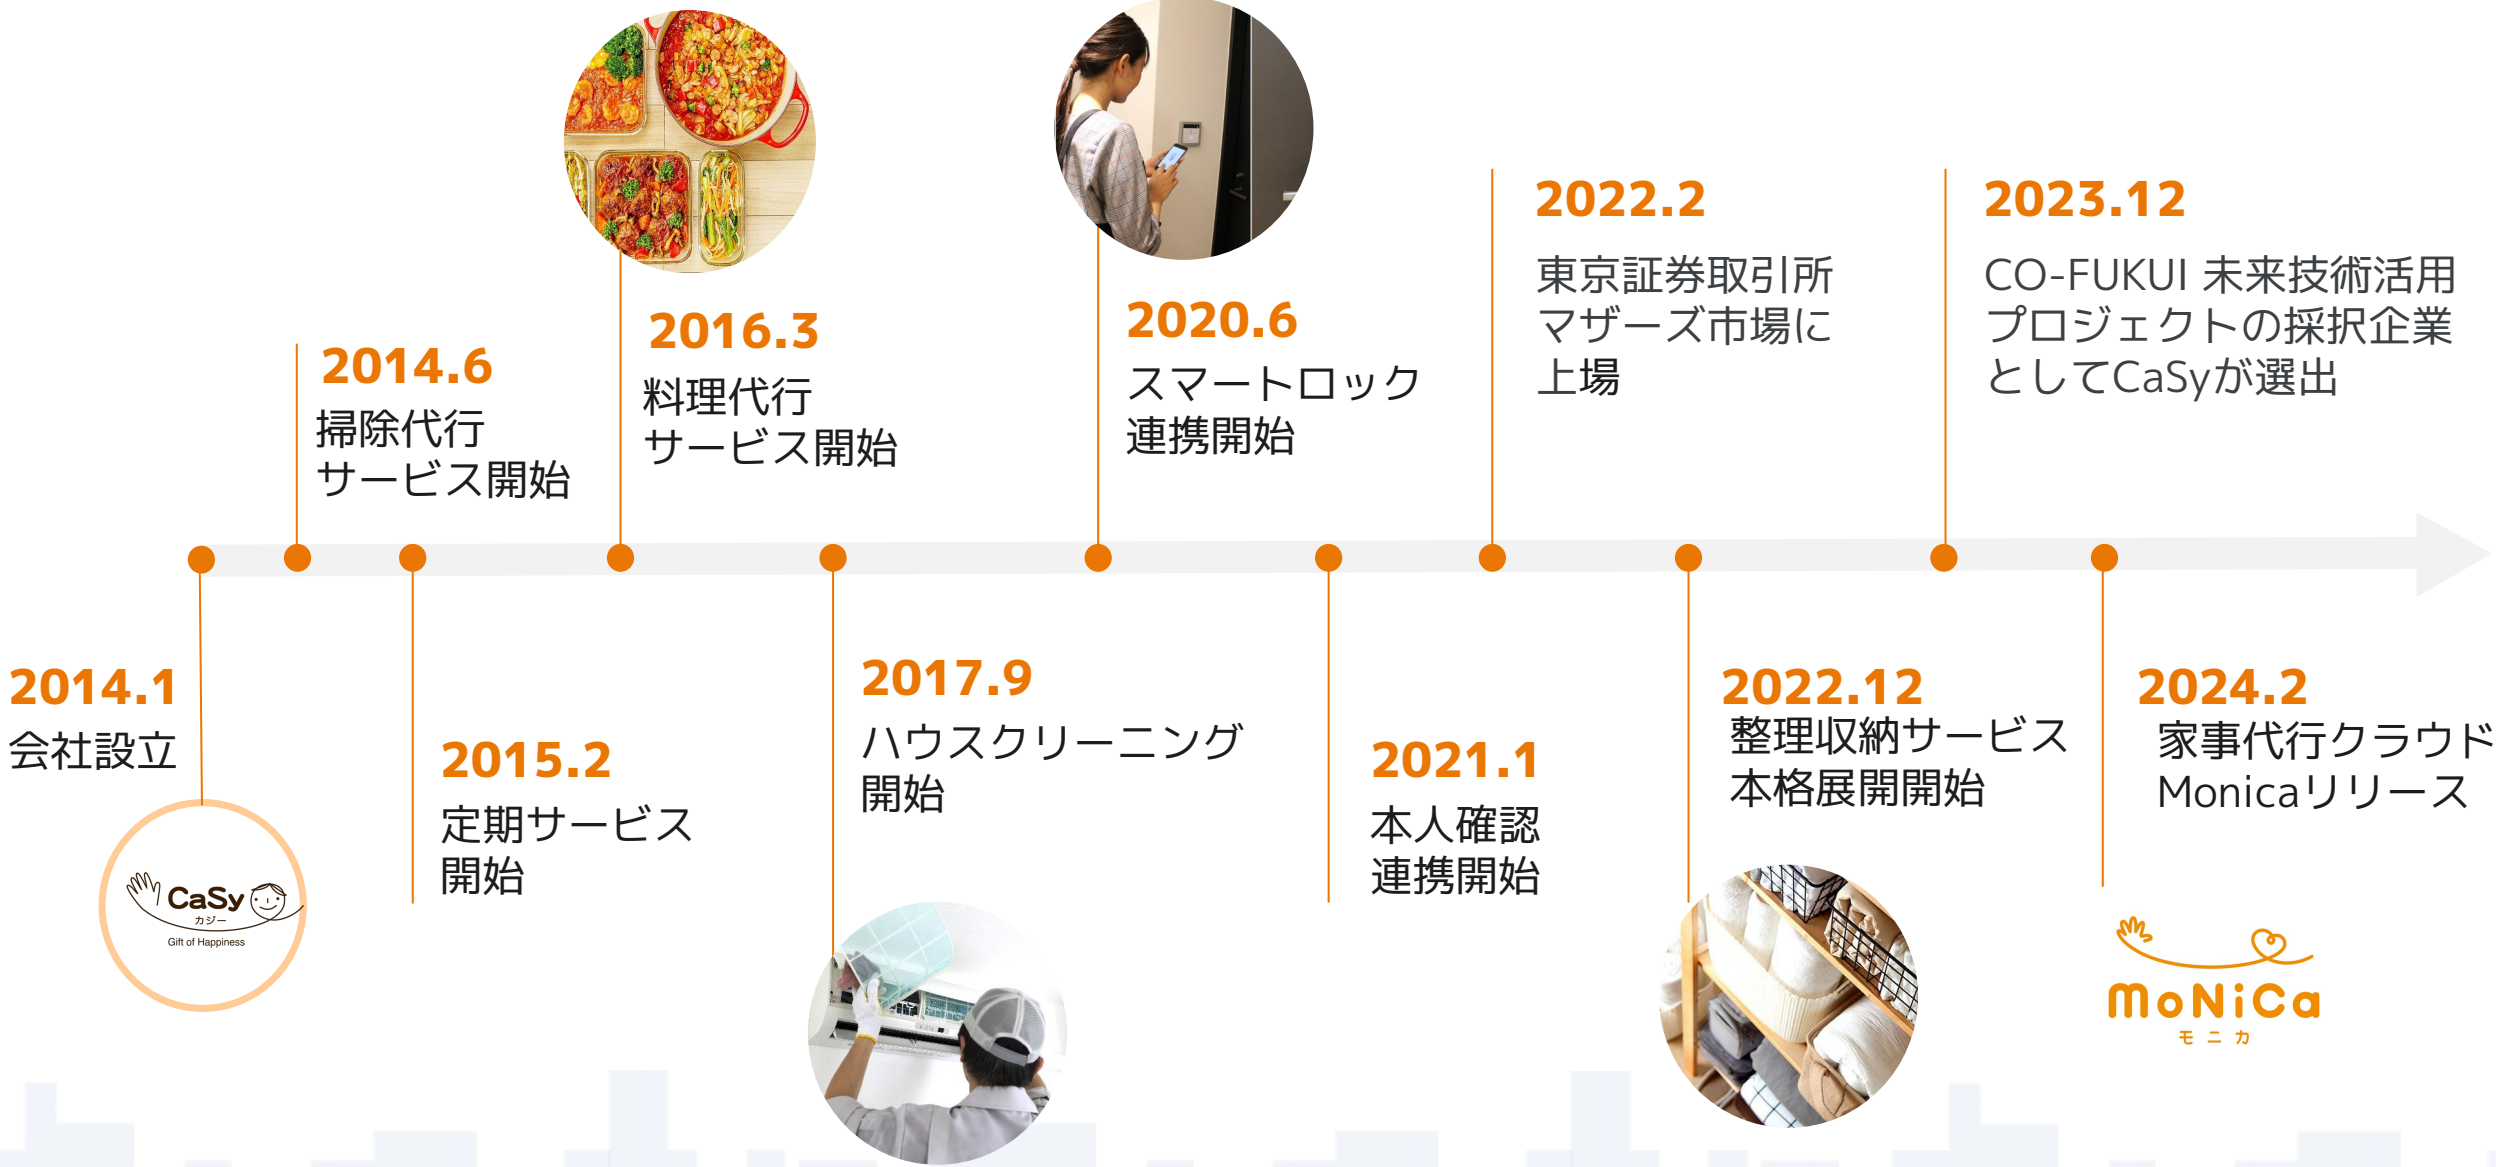 2014.1
会社設立
CaSy
カジー
Gift of Happiness
2014.6
掃除代行
サービス開始
2015.2
定期サービス
開始
2016.3
料理代行
サービス開始
2017.9
ハウスクリーニング
開始
2020.6
スマートロック
連携開始
2021.1
本人確認
連携開始
2022.2
東京証券取引所
マザーズ市場に
上場
2022.12
整理収納サービス
本格展開開始
2023.12
CO-FUKUI 未来技術活用
プロジェクトの採択企業
としてCaSyが選出
2024.2
家事代行クラウド
Monicaリリース
MoNiCa
モニカ